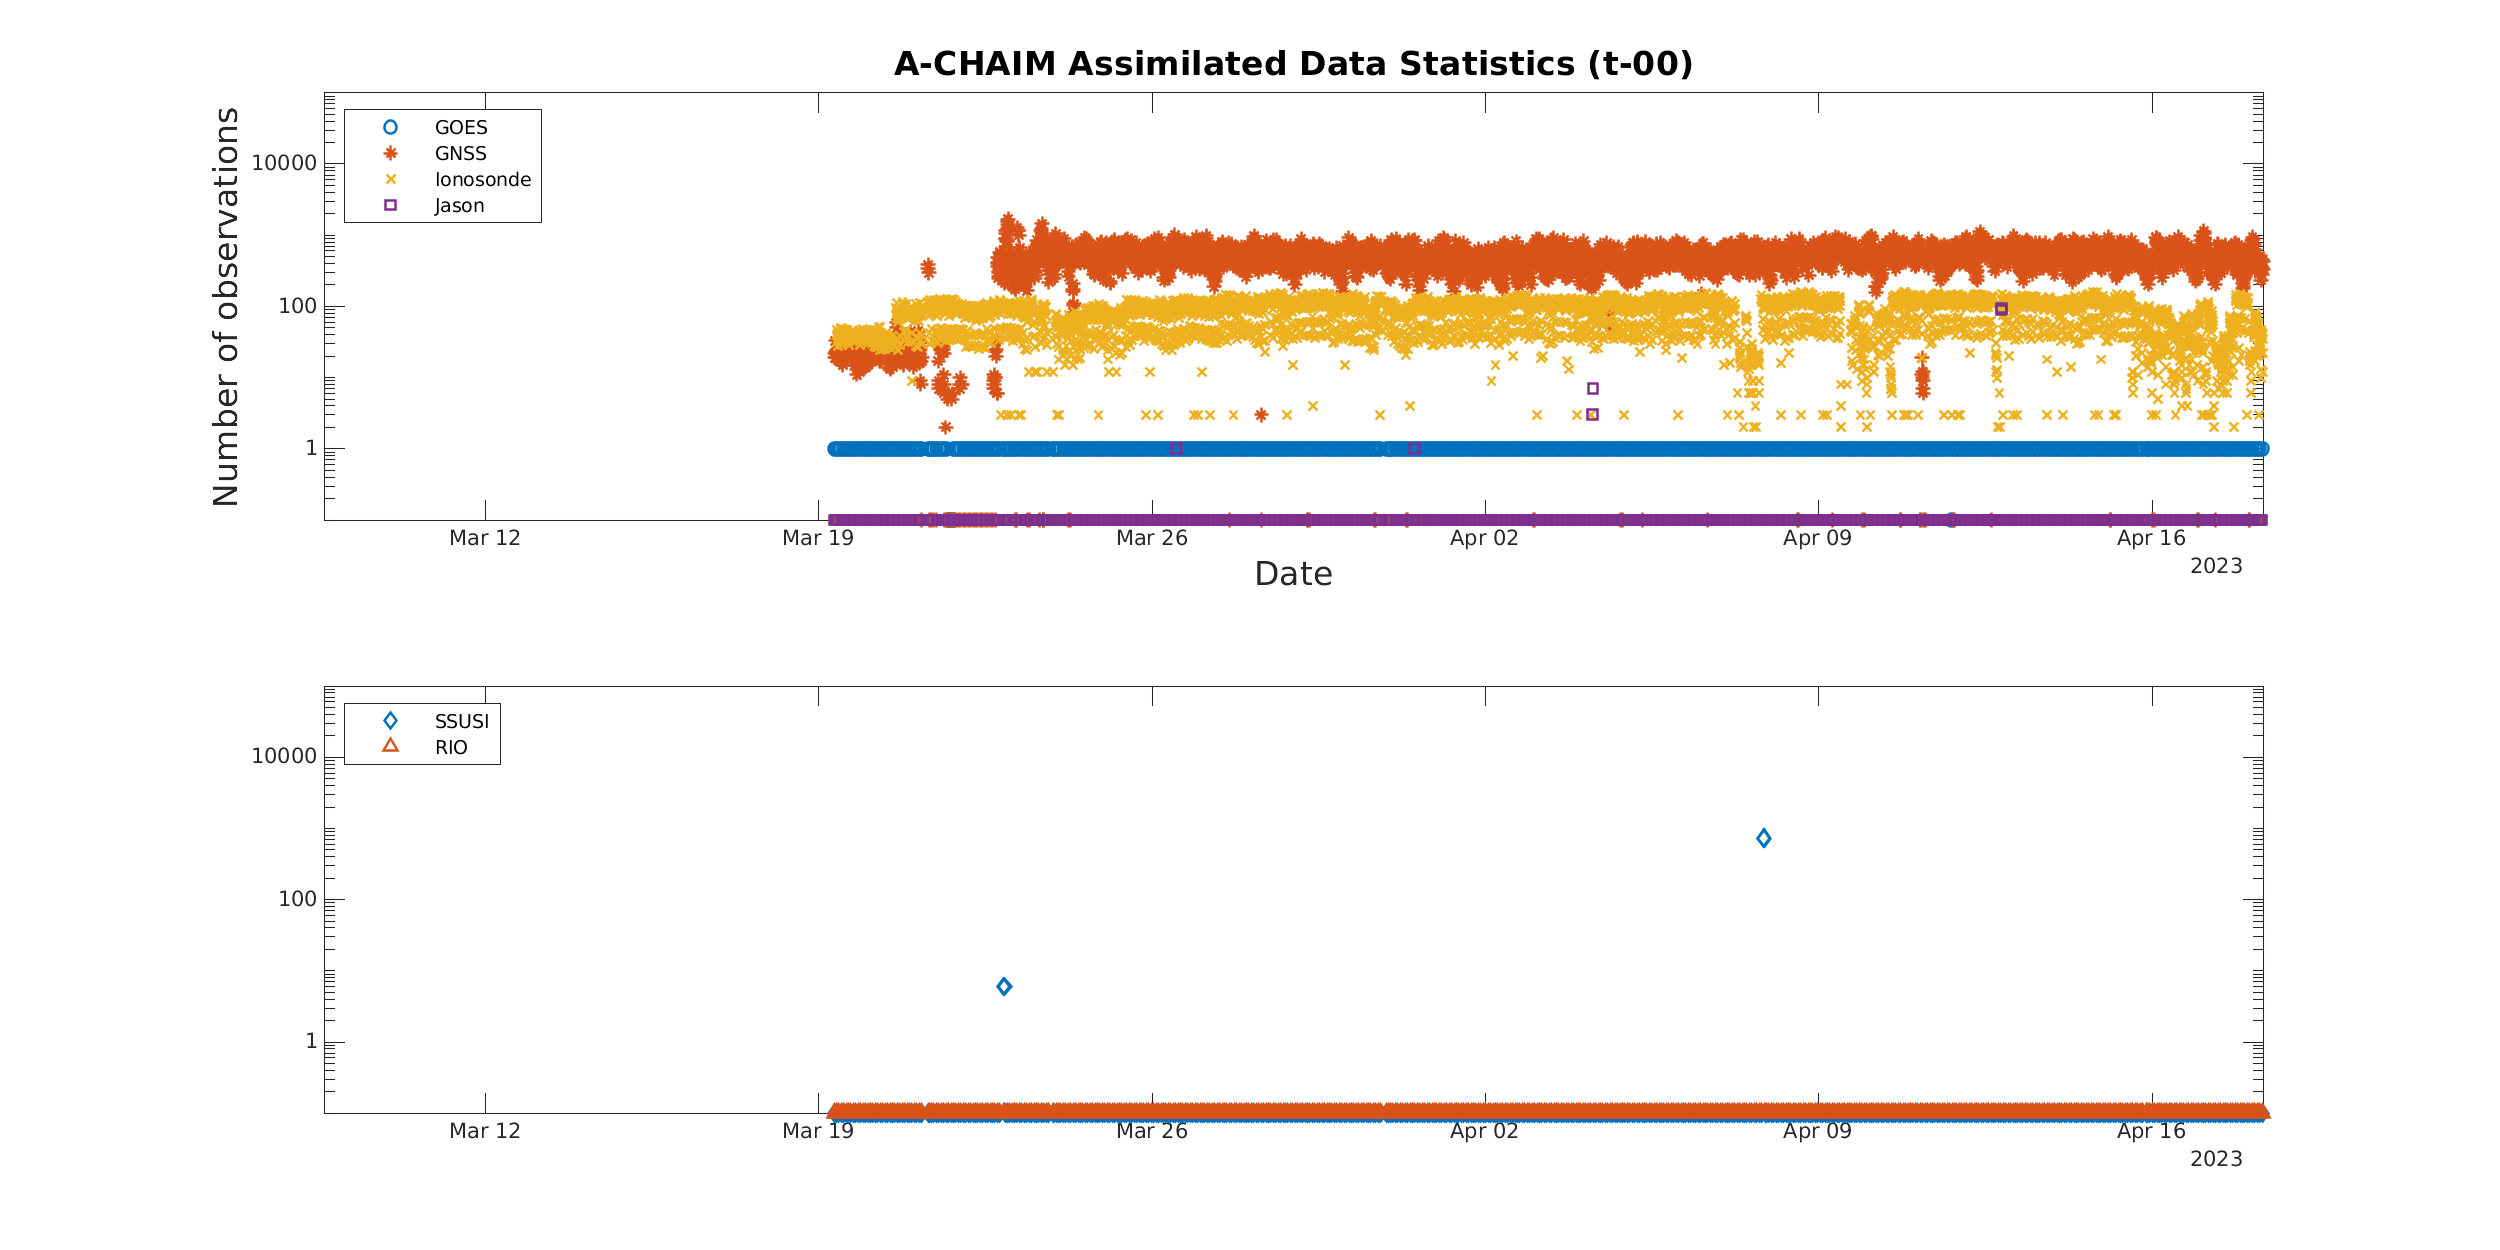 A-CHAIM Assimilated Data Statistics (t-00)
Number of observations
GOES
GNSS
Ionosonde
Jason
10000
100
1
Mar 12 Mar 19 Mar 26 Apr 02 Apr 09 Apr 16
2023
Date
SSUSI
RIO
10000
100
1
Mar 12 Mar 19 Mar 26 Apr 02 Apr 09 Apr 16
2023